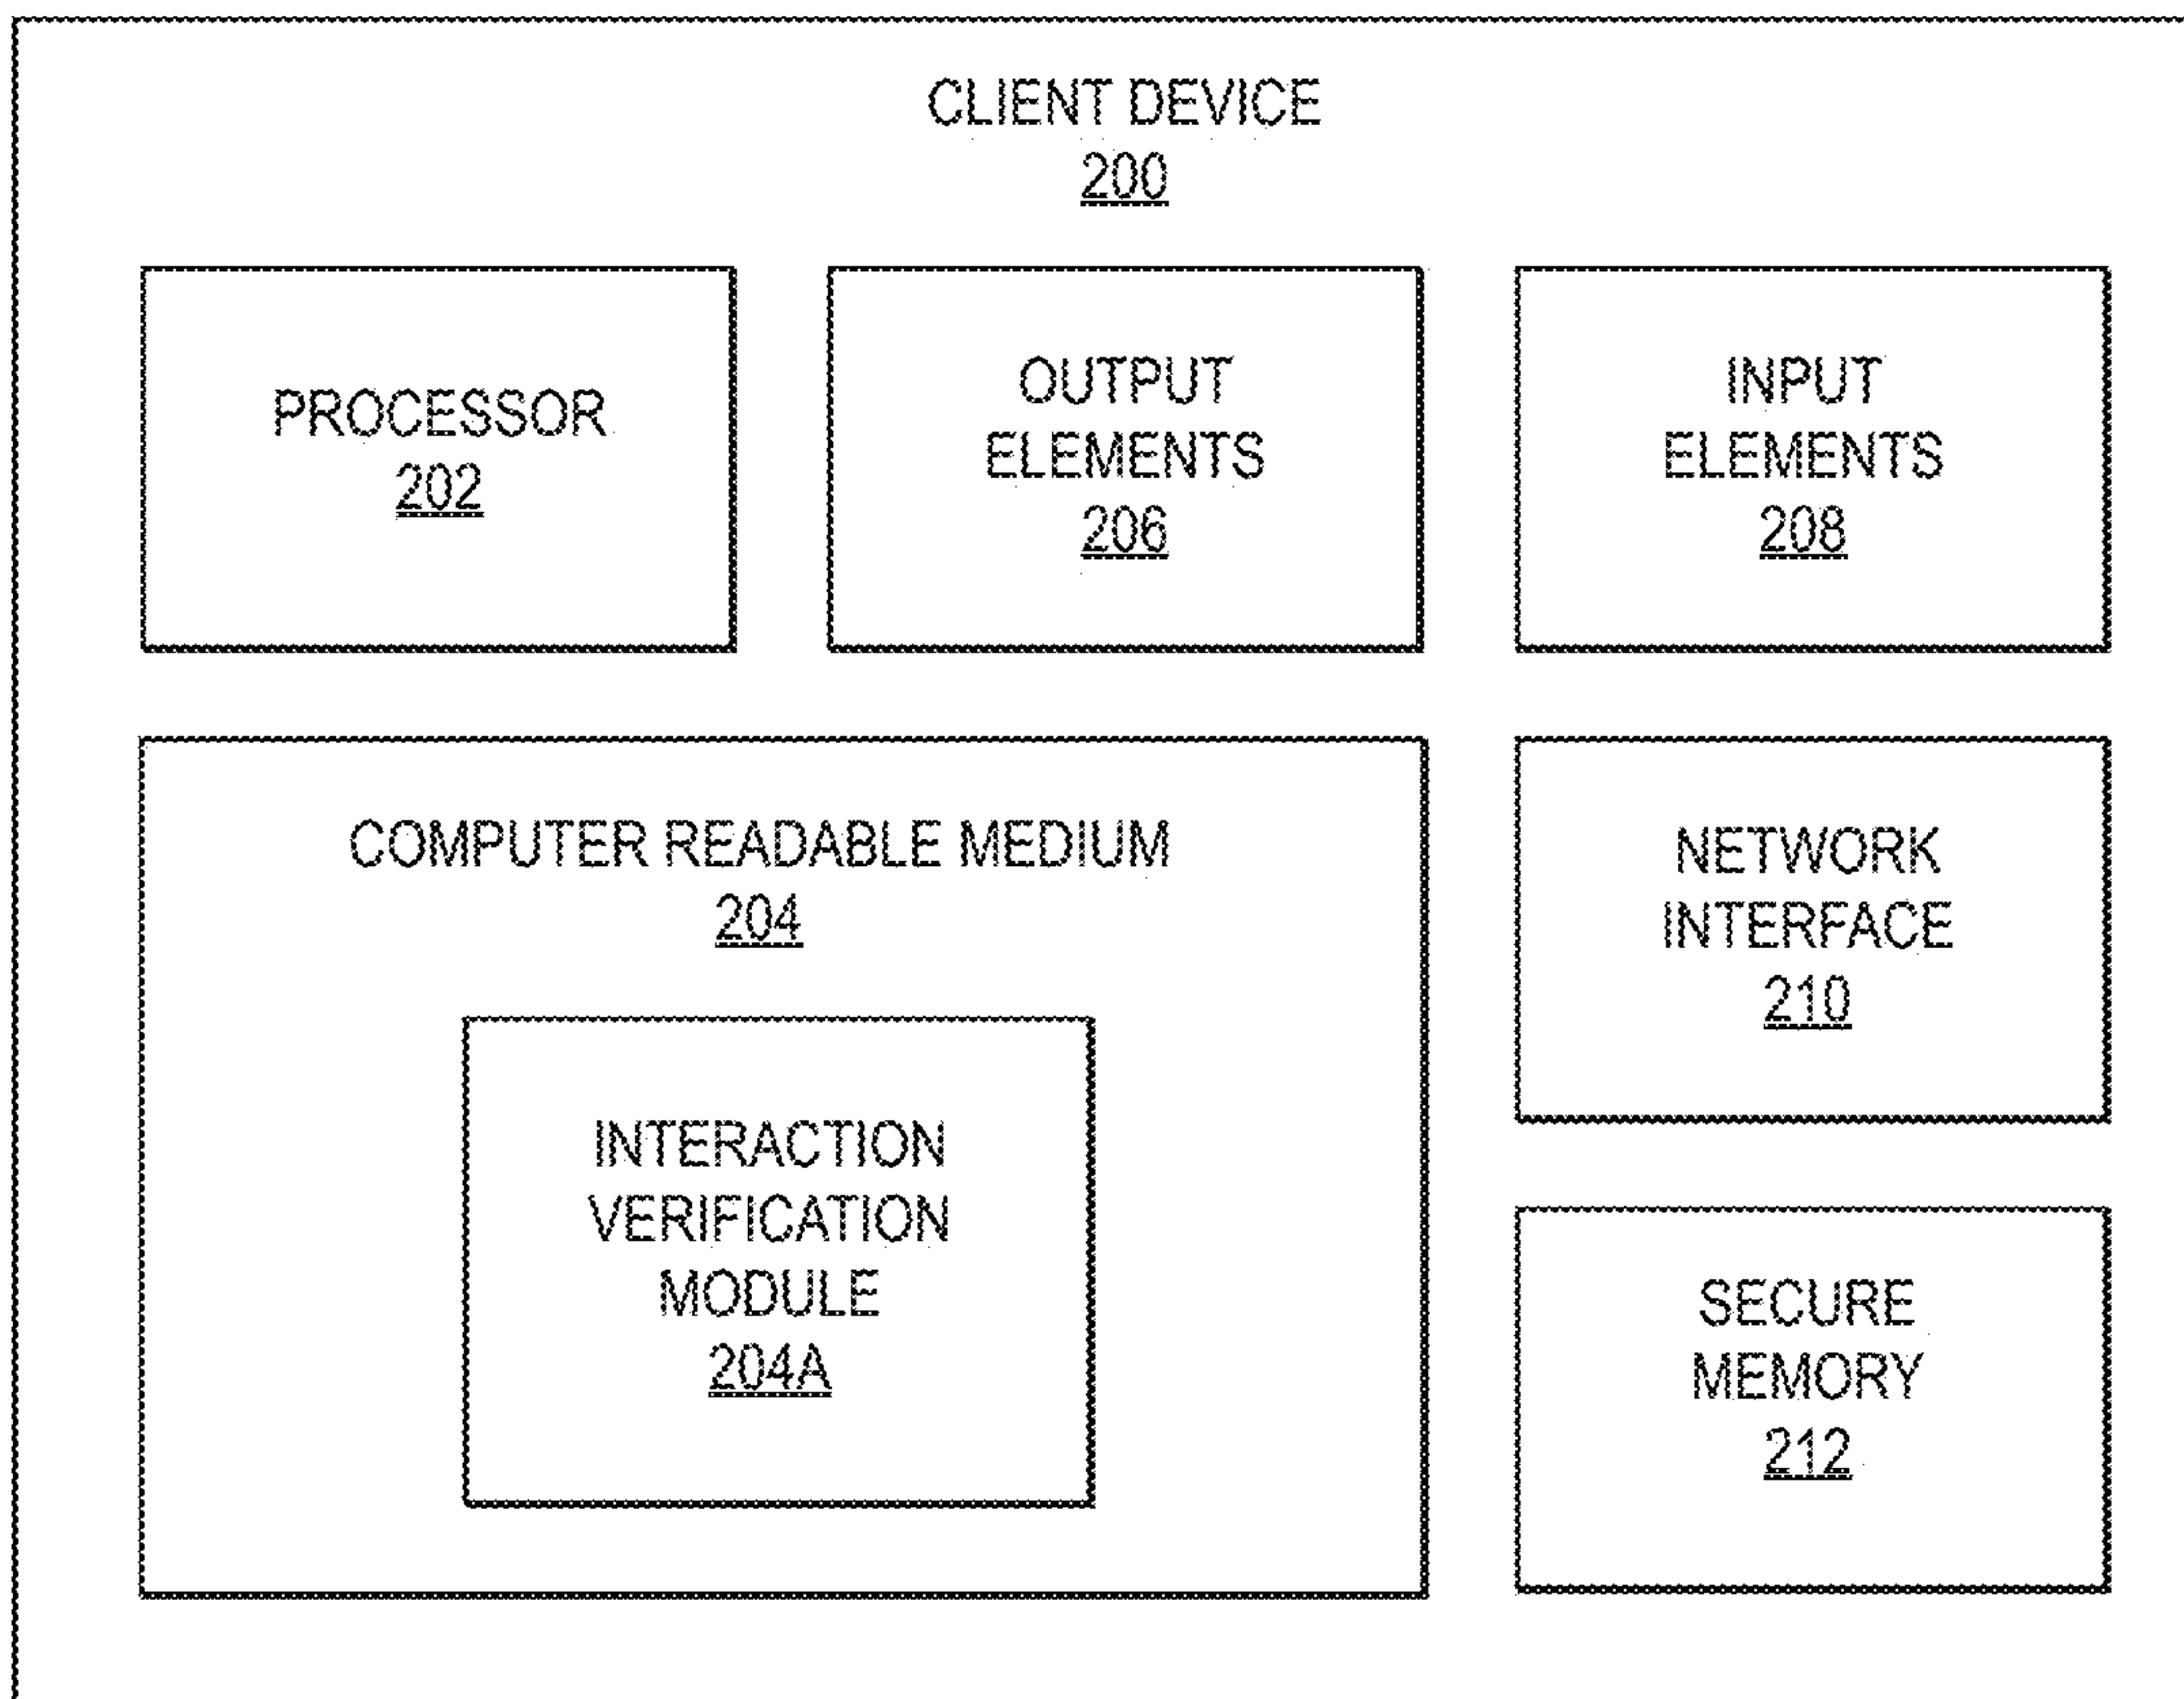 CLIENT DEVICE
200
PROCESSOR
202
OUTPUT
ELEMENTS
206
INPUT
ELEMENTS
208
COMPUTER READABLE MEDIUM
204
INTERACTION
VERIFICATION
MODULE
204A
NETWORK
INTERFACE
210
SECURE
MEMORY
212